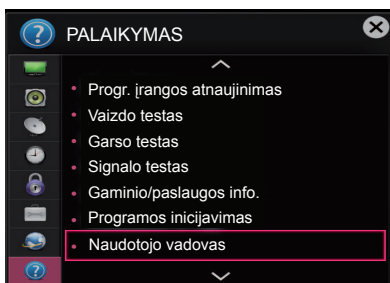 PALAIKYMAS
Progr. įrangos atnaujinimas
Vaizdo testas
Garso testas
Signalo testas
Gaminio/paslaugos info.
Programos inicijavimas
Naudotojo vadovas